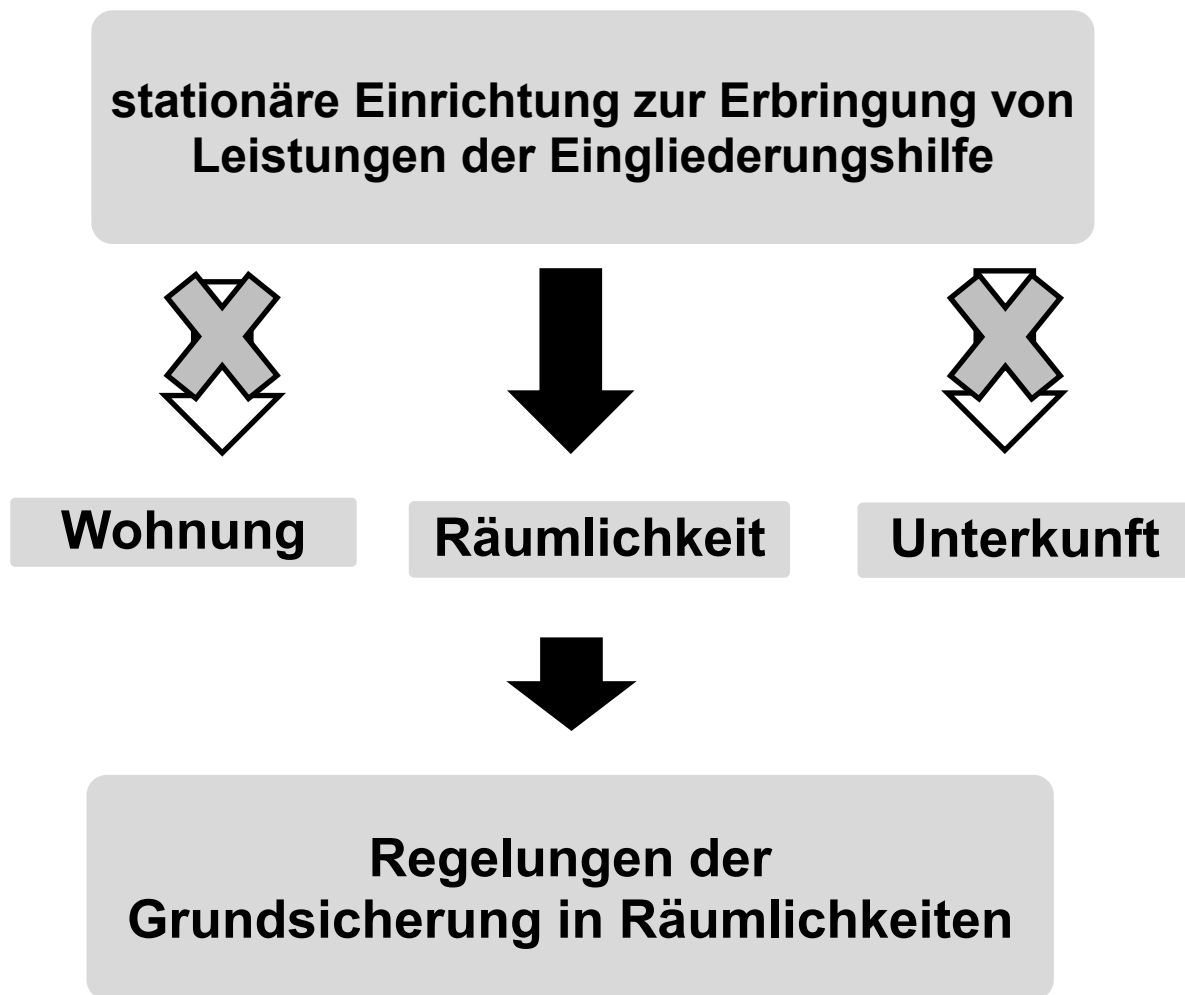 stationäre Einrichtung zur Erbringung von
Leistungen der Eingliederungshilfe
Wohnung
Räumlichkeit
Unterkunft
Regelungen der
Grundsicherung in Räumlichkeiten